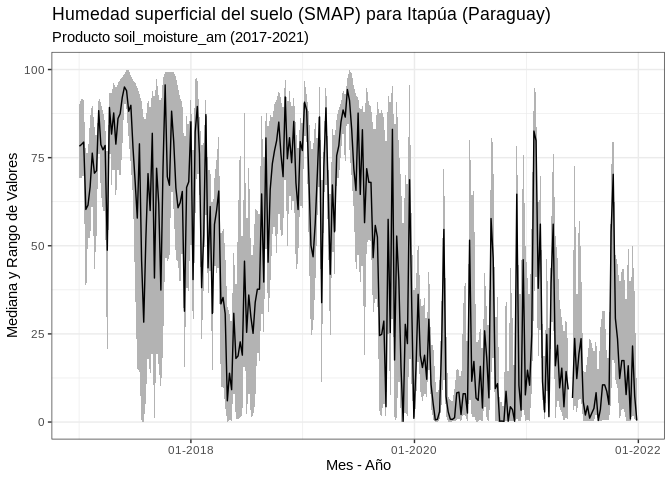 Humedad superficial del suelo (SMAP) para Itapúa (Paraguay)
Producto soil_moisture_am (2017-2021)
100
75
50
25
0
Mediana y Rango de Valores
01-2018
01-2020
01-2022
Mes - Año